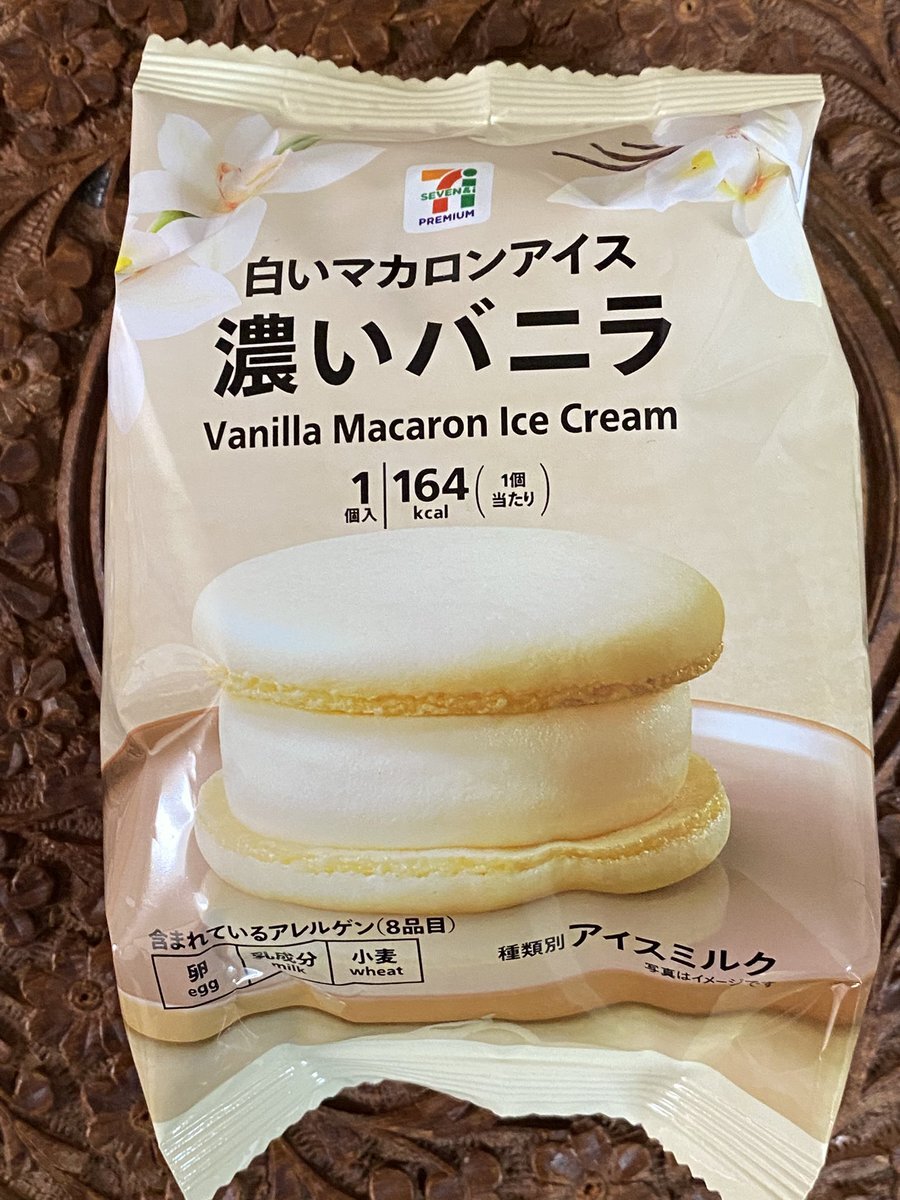 SEVEN&i
PREMIUM
白いマカロンアイス
濃いバニラ
Vanilla Macaron Ice Cream
1個入 164kcal (1個当たり)
含まれているアレルゲン(8品目)
卵 乳成分 小麦
egg milk wheat
種類別 アイスミルク
写真はイメージです